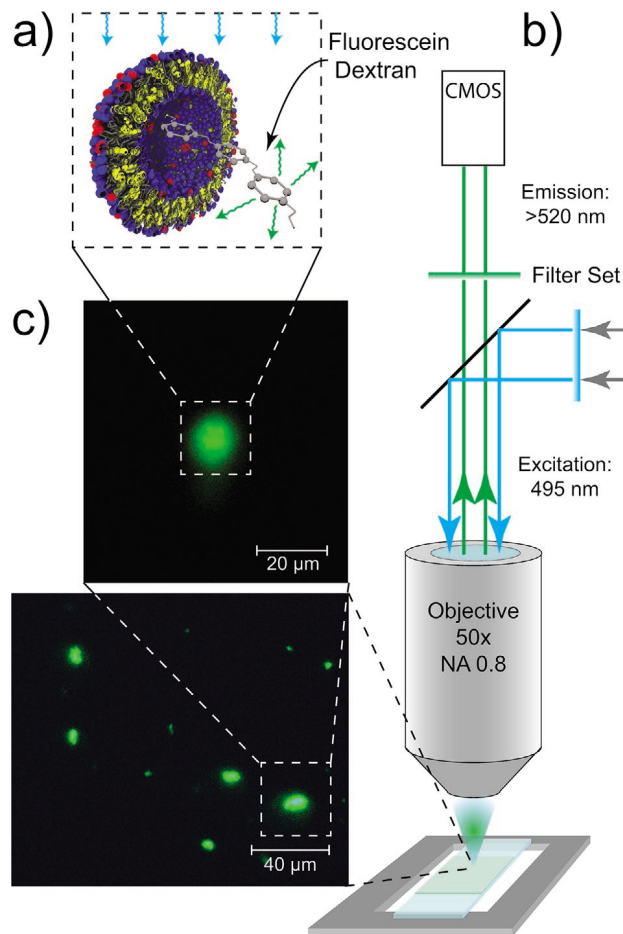 a)
Fluorescein
Dextran
b)
CMOS
Emission:
>520 nm
Filter Set
c)
Excitation:
495 nm
20 µm
Objective
50x
NA 0.8
40 µm